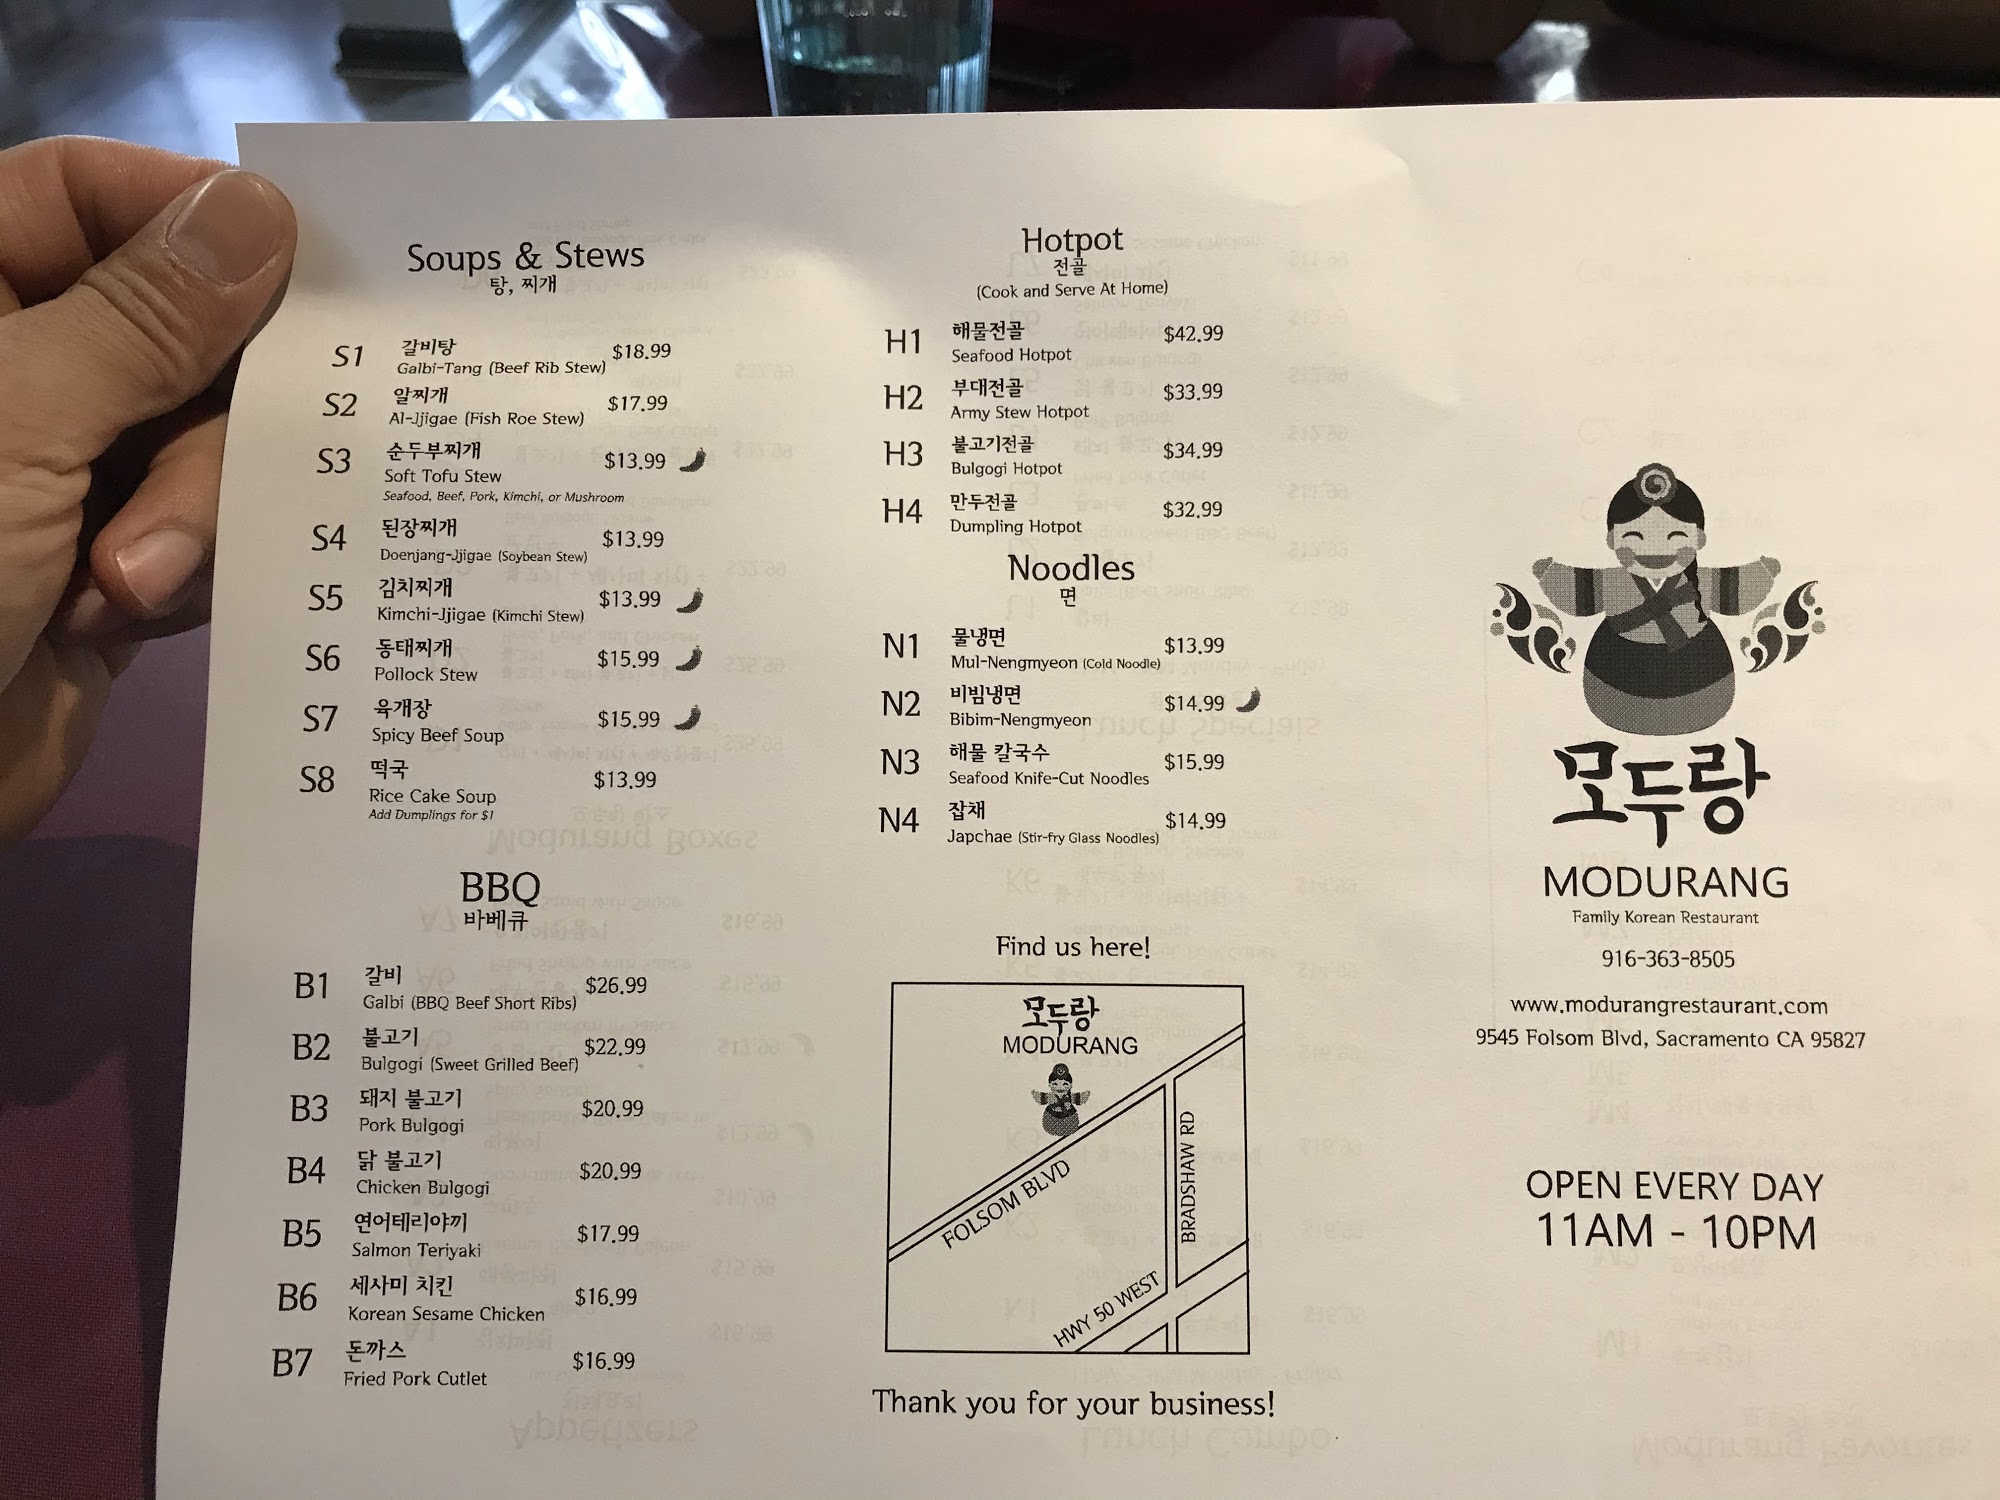 Soups & Stews
탕, 찌개
S1 갈비탕 $18.99
Galbi-Tang (Beef Rib Stew)
S2 알찌개 $17.99
Al-Jjigae (Fish Roe Stew)
S3 순두부찌개 $13.99
Soft Tofu Stew
Seafood, Beef, Pork, Kimchi, or Mushroom
S4 된장찌개 $13.99
Doenjang-Jjigae (Soybean Stew)
S5 김치찌개 $13.99
Kimchi-Jjigae (Kimchi Stew)
S6 동태찌개 $15.99
Pollock Stew
S7 육개장 $15.99
Spicy Beef Soup
S8 떡국 $13.99
Rice Cake Soup
Add Dumplings for $1
BBQ
바베큐
B1 갈비 $26.99
Galbi (BBQ Beef Short Ribs)
B2 불고기 $22.99
Bulgogi (Sweet Grilled Beef)
B3 돼지 불고기 $20.99
Pork Bulgogi
B4 닭 불고기 $20.99
Chicken Bulgogi
B5 연어테리야끼 $17.99
Salmon Teriyaki
B6 세사미 치킨 $16.99
Korean Sesame Chicken
B7 돈까스 $16.99
Fried Pork Cutlet
Hotpot
전골
(Cook and Serve At Home)
H1 해물전골 $42.99
Seafood Hotpot
H2 부대전골 $33.99
Army Stew Hotpot
H3 불고기전골 $34.99
Bulgogi Hotpot
H4 만두전골 $32.99
Dumpling Hotpot
Noodles
면
N1 물냉면 $13.99
Mul-Nengmyeon (Cold Noodle)
N2 비빔냉면 $14.99
Bibim-Nengmyeon
N3 해물 칼국수 $15.99
Seafood Knife-Cut Noodles
N4 잡채 $14.99
Japchae (Stir-fry Glass Noodles)
Find us here!
모두랑
MODURANG
FOLSOM BLVD
BRADSHAW RD
HWY 50 WEST
Thank you for your business!
모두랑
MODURANG
Family Korean Restaurant
916-363-8505
www.modurangrestaurant.com
9545 Folsom Blvd, Sacramento CA 95827
OPEN EVERY DAY
11AM - 10PM